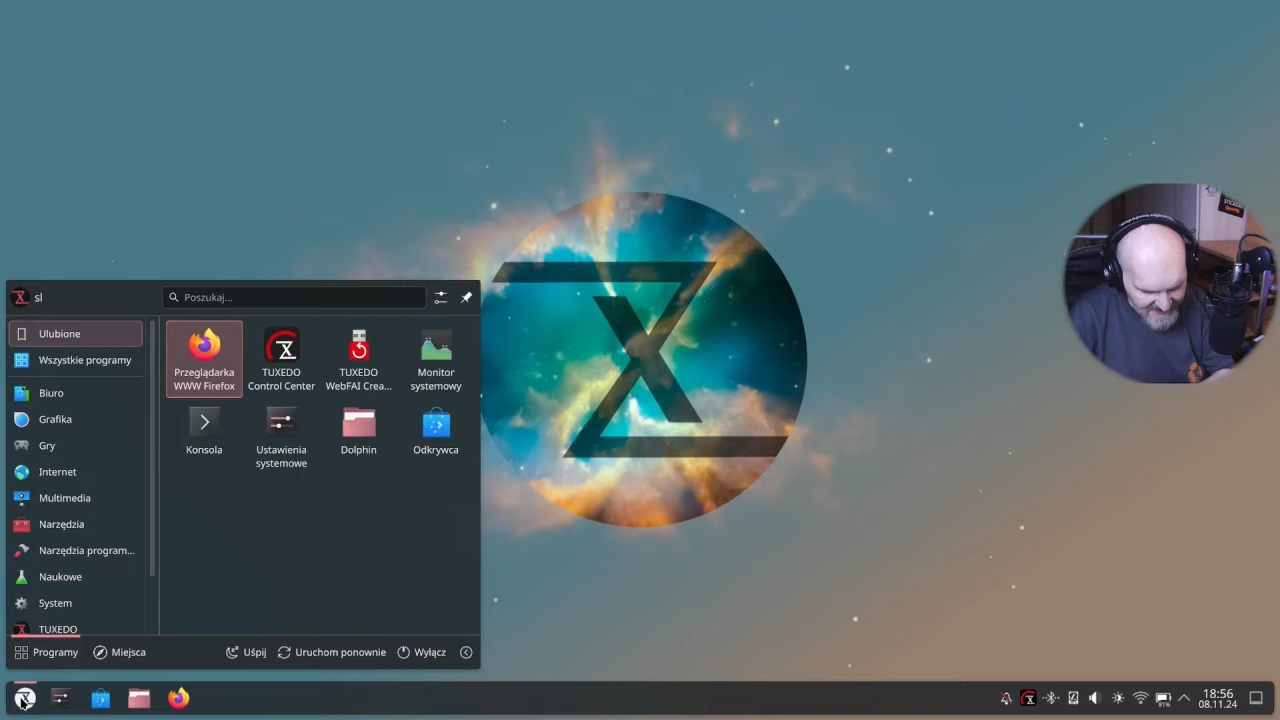 sl
Poszukaj...
Ulubione
Wszystkie programy
Biuro
Grafika
Gry
Internet
Multimedia
Narzędzia
Narzędzia program...
Naukowe
System
TUXEDO
Przeglądarka
WWW Firefox
TUXEDO
Control Center
TUXEDO
WebFAI Crea...
Monitor
systemowy
Konsola
Ustawienia
systemowe
Dolphin
Odkrywca
Programy
Miejsca
Uśpij
Uruchom ponownie
Wyłącz
81%
18:56
08.11.24